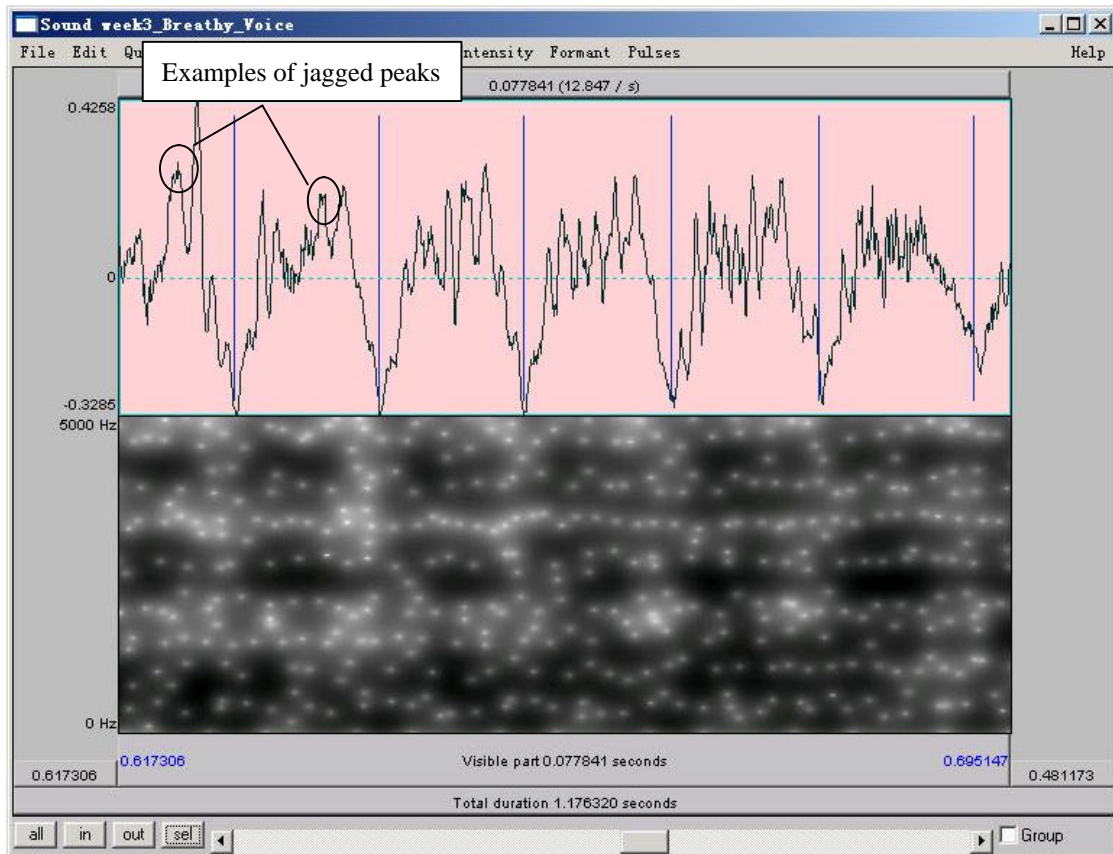 Sound week3_Breathy_Voice
File Edit Qu ntensity Formant Pulses Help
Examples of jagged peaks
0.077841 (12.847 / s)
0.4258
0
-0.3285
5000 Hz
0 Hz
0.617306 Visible part 0.077841 seconds 0.695147
0.617306 0.481173
Total duration 1.176320 seconds
all in out sel Group